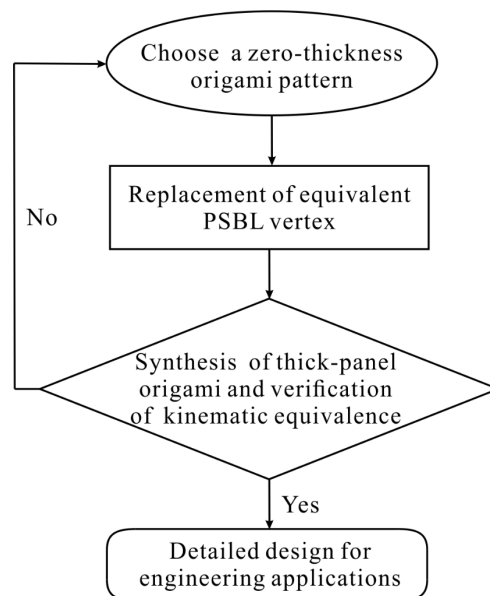 Choose a zero-thickness
origami pattern
Replacement of equivalent
PSBL vertex
No
Synthesis of thick-panel
origami and verification
of kinematic equivalence
Yes
Detailed design for
engineering applications